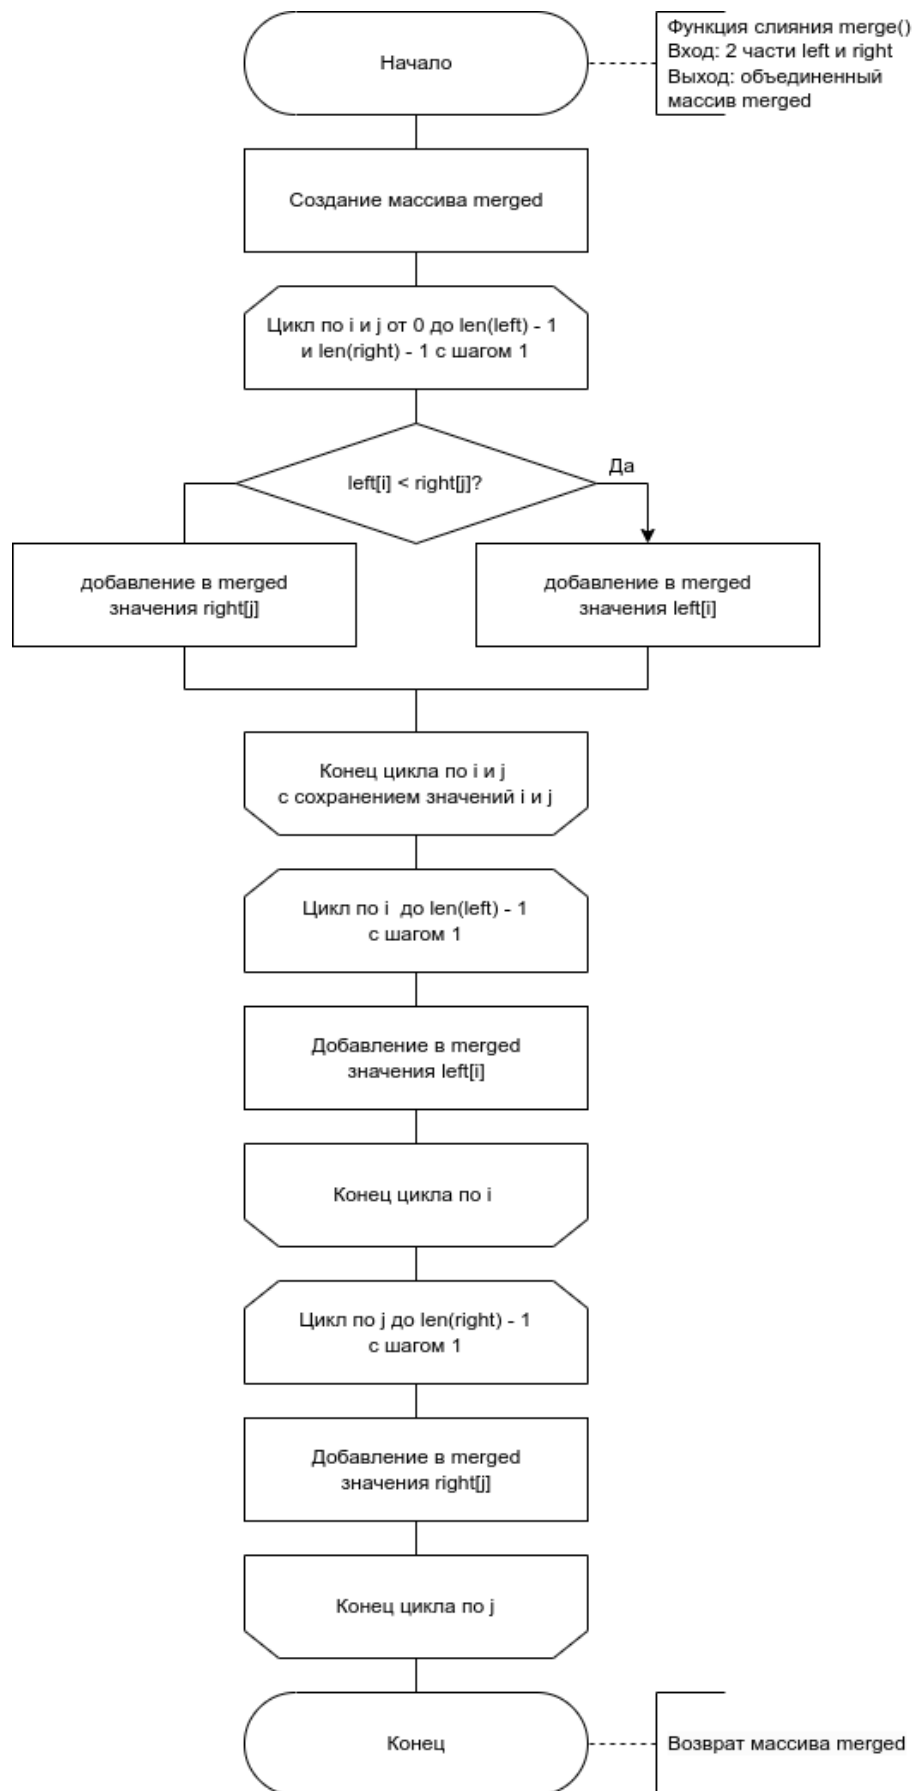 Начало
Функция слияния merge()
Вход: 2 части left и right
Выход: объединенный
массив merged
Создание массива merged
Цикл по i и j от 0 до len(left) - 1
и len(right) - 1 с шагом 1
left[i] < right[j]?
Да
добавление в merged
значения right[j]
добавление в merged
значения left[i]
Конец цикла по i и j
с сохранением значений i и j
Цикл по i  до len(left) - 1
с шагом 1
Добавление в merged
значения left[i]
Конец цикла по i
Цикл по j до len(right) - 1
с шагом 1
Добавление в merged
значения right[j]
Конец цикла по j
Конец
Возврат массива merged